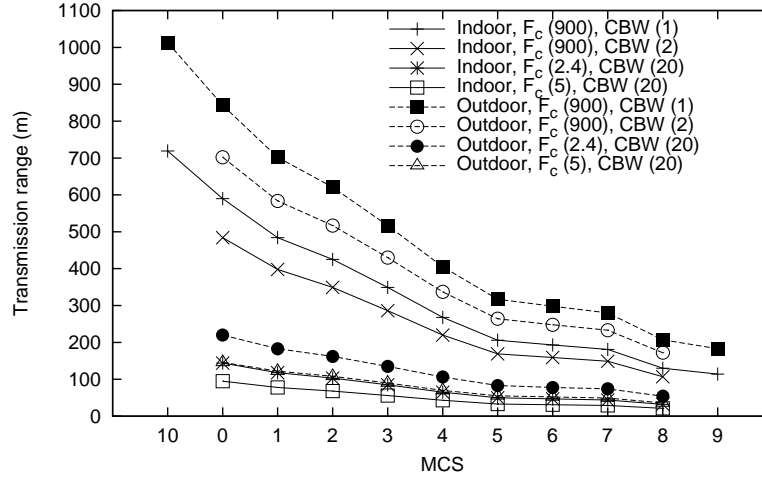 1100
1000
900
800
700
600
500
400
300
200
100
0
Transmission range (m)
10 0 1 2 3 4 5 6 7 8 9
MCS
Indoor, Fc (900), CBW (1)
Indoor, Fc (900), CBW (2)
Indoor, Fc (2.4), CBW (20)
Indoor, Fc (5), CBW (20)
Outdoor, Fc (900), CBW (1)
Outdoor, Fc (900), CBW (2)
Outdoor, Fc (2.4), CBW (20)
Outdoor, Fc (5), CBW (20)